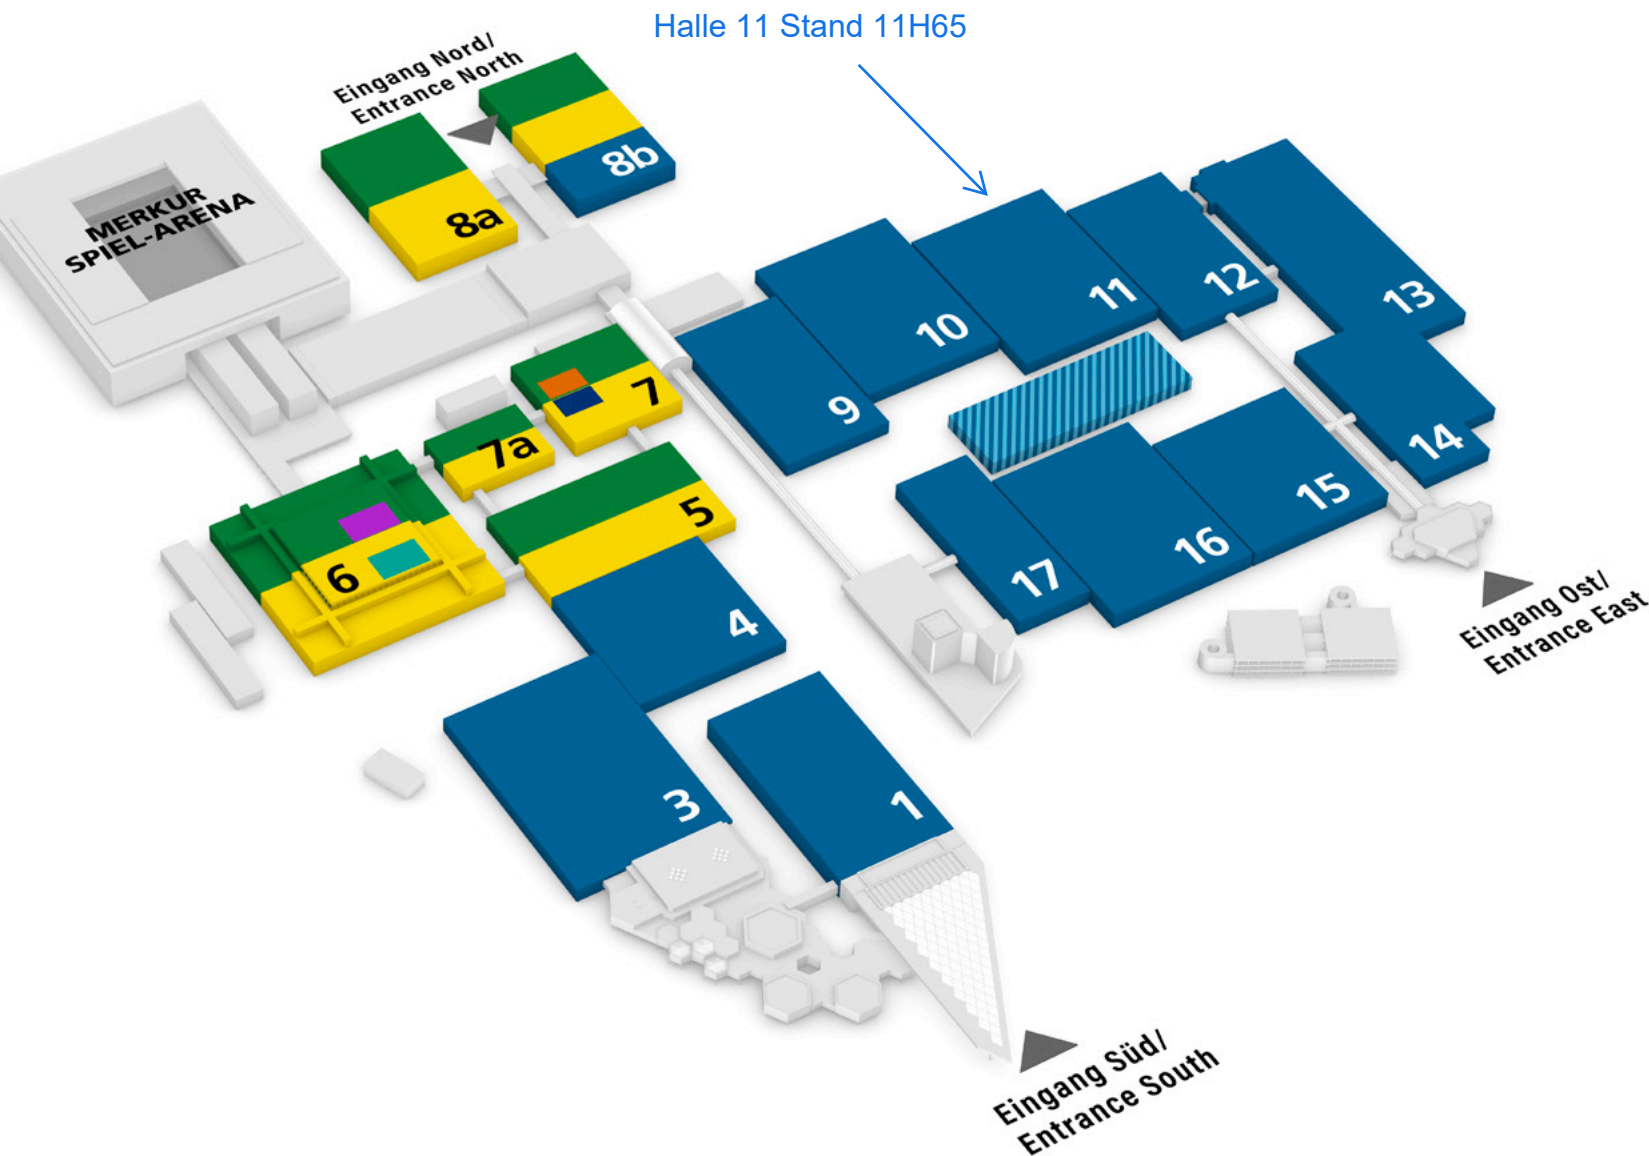 Halle 11 Stand 11H65
Eingang Nord/
Entrance North
MERKUR
SPIEL-ARENA
8a
8b
9
10
11
12
13
14
15
16
17
7
7a
6
5
4
3
1
Eingang Ost/
Entrance East
Eingang Süd/
Entrance South